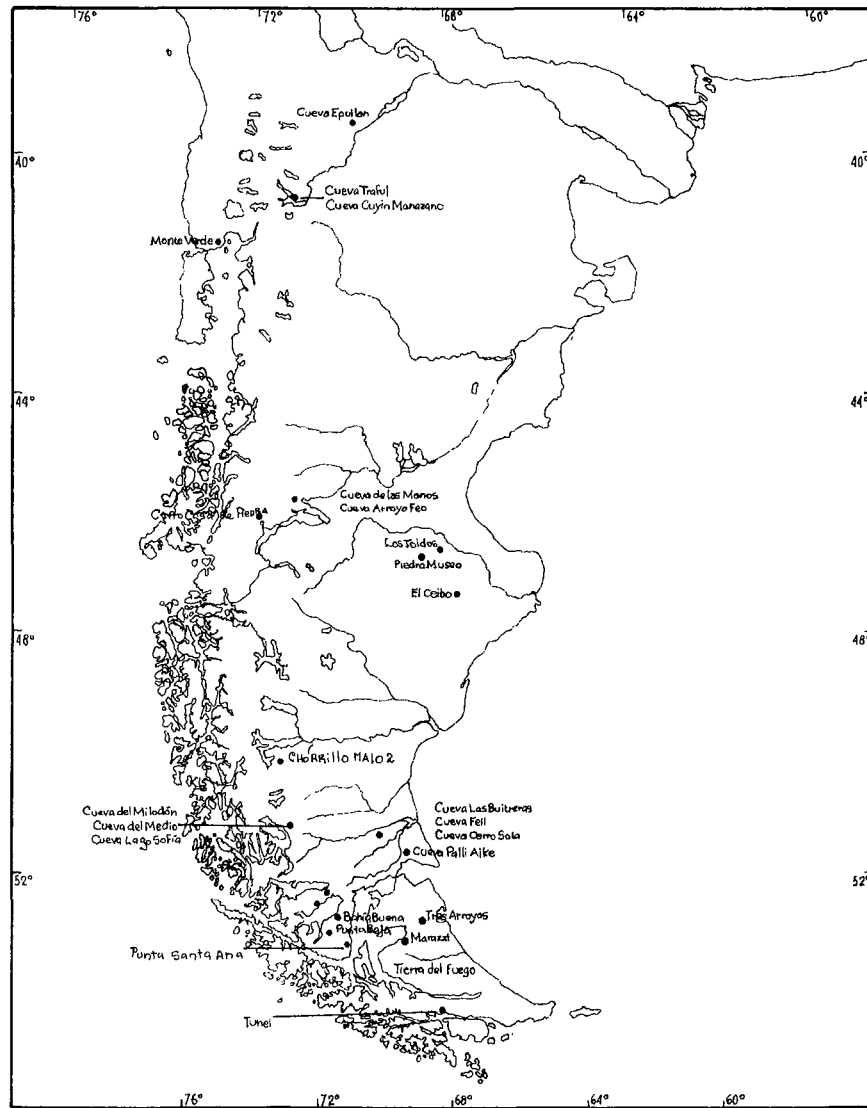 76° 72° 68° 64° 60°
Cueva Epullan
40° 40°
Cueva Traful
Cueva Cuyin Manazano
Monte Verde
44° 44°
Cueva de las Manos
Cueva Arroyo Feo
Los Toldos
Piedra Museo
El Ceibo
48° 48°
CHORRILLO MALO 2
Cueva del Milodón
Cueva del Medio
Cueva Lago Sofía
Cueva Las Buitreras
Cueva Fell
Cueva Cerro Sota
Cueva Palli Aike
52° 52°
Bahía Buena
Tres Arroyos
Punta Baja
Marazzi
Punta Santa Ana
Tierra del Fuego
Tunel
76° 72° 68° 64° 60°